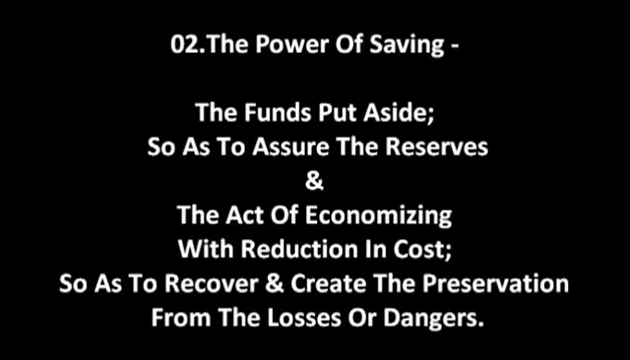 02.The Power Of Saving -
The Funds Put Aside;
So As To Assure The Reserves
&
The Act Of Economizing
With Reduction In Cost;
So As To Recover & Create The Preservation
From The Losses Or Dangers.